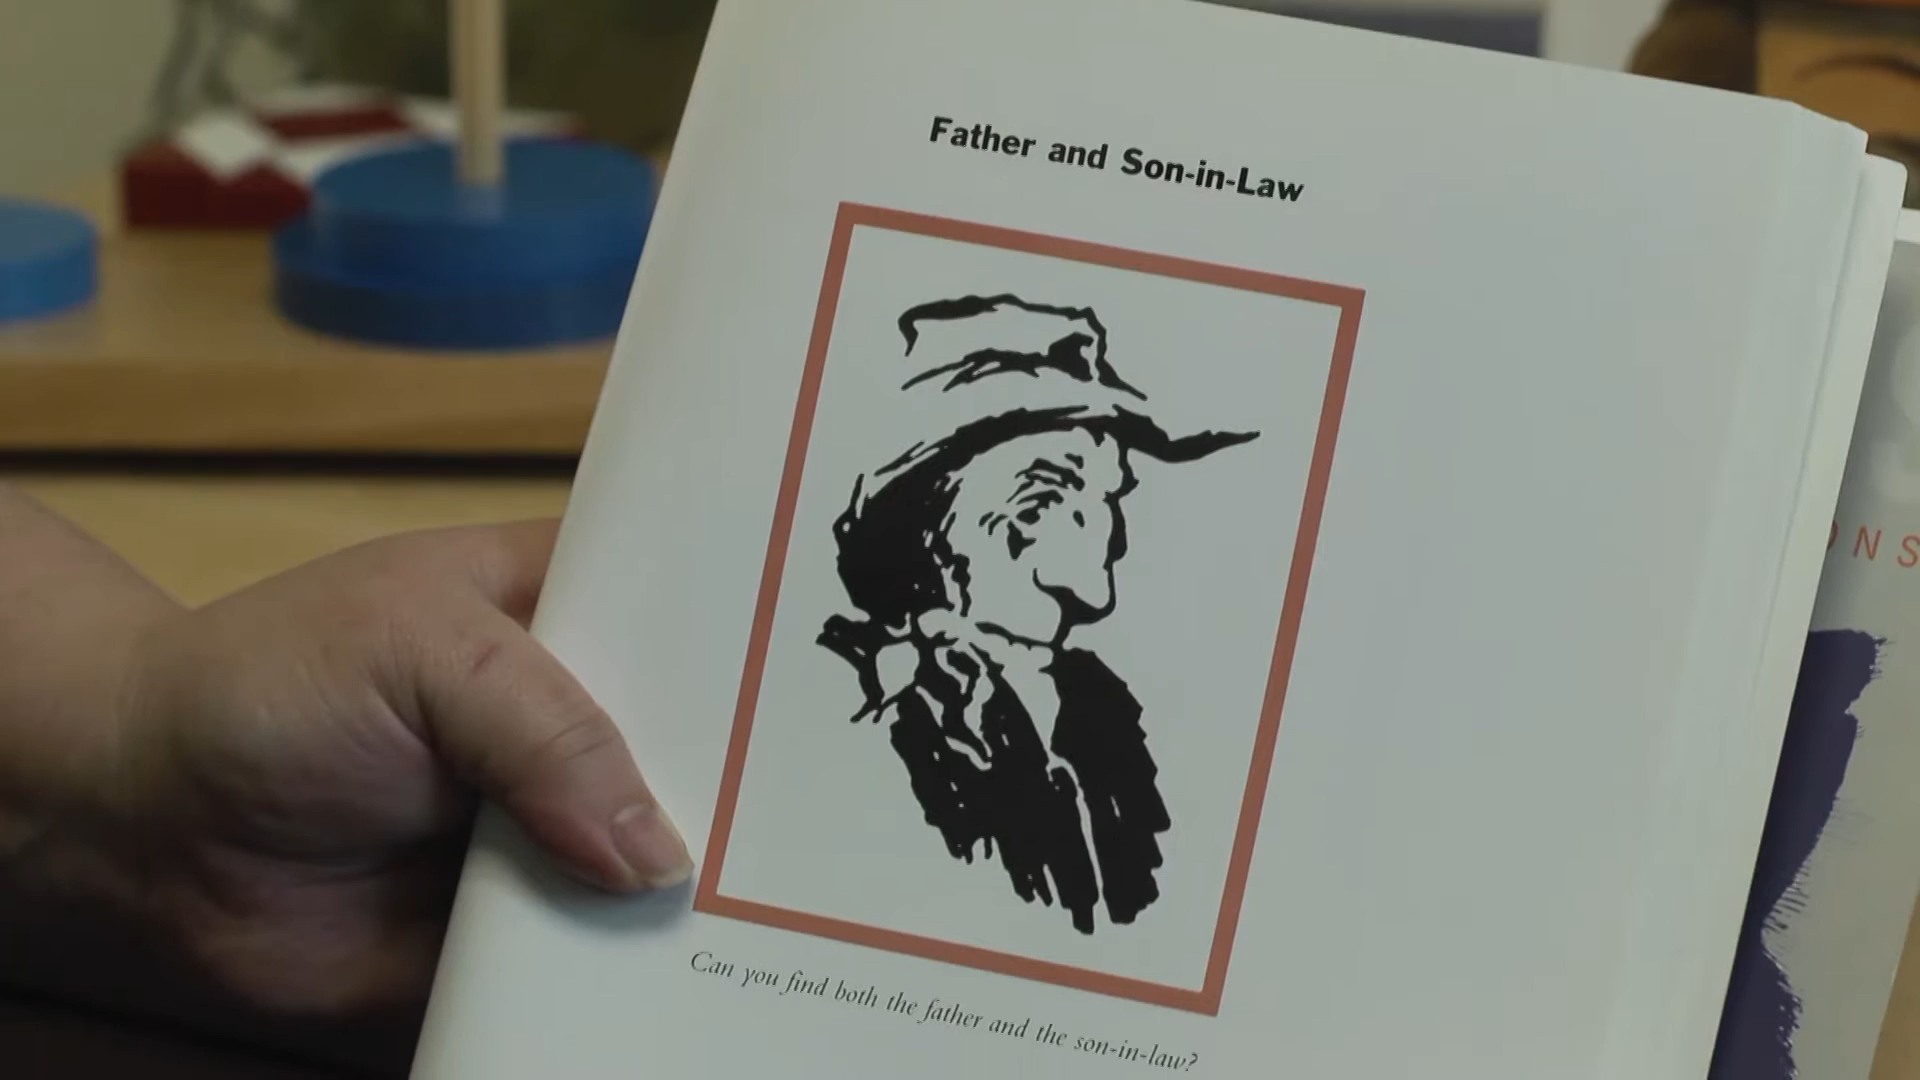 Father and Son-in-Law
Can you find both the father and the son-in-law?
ONS